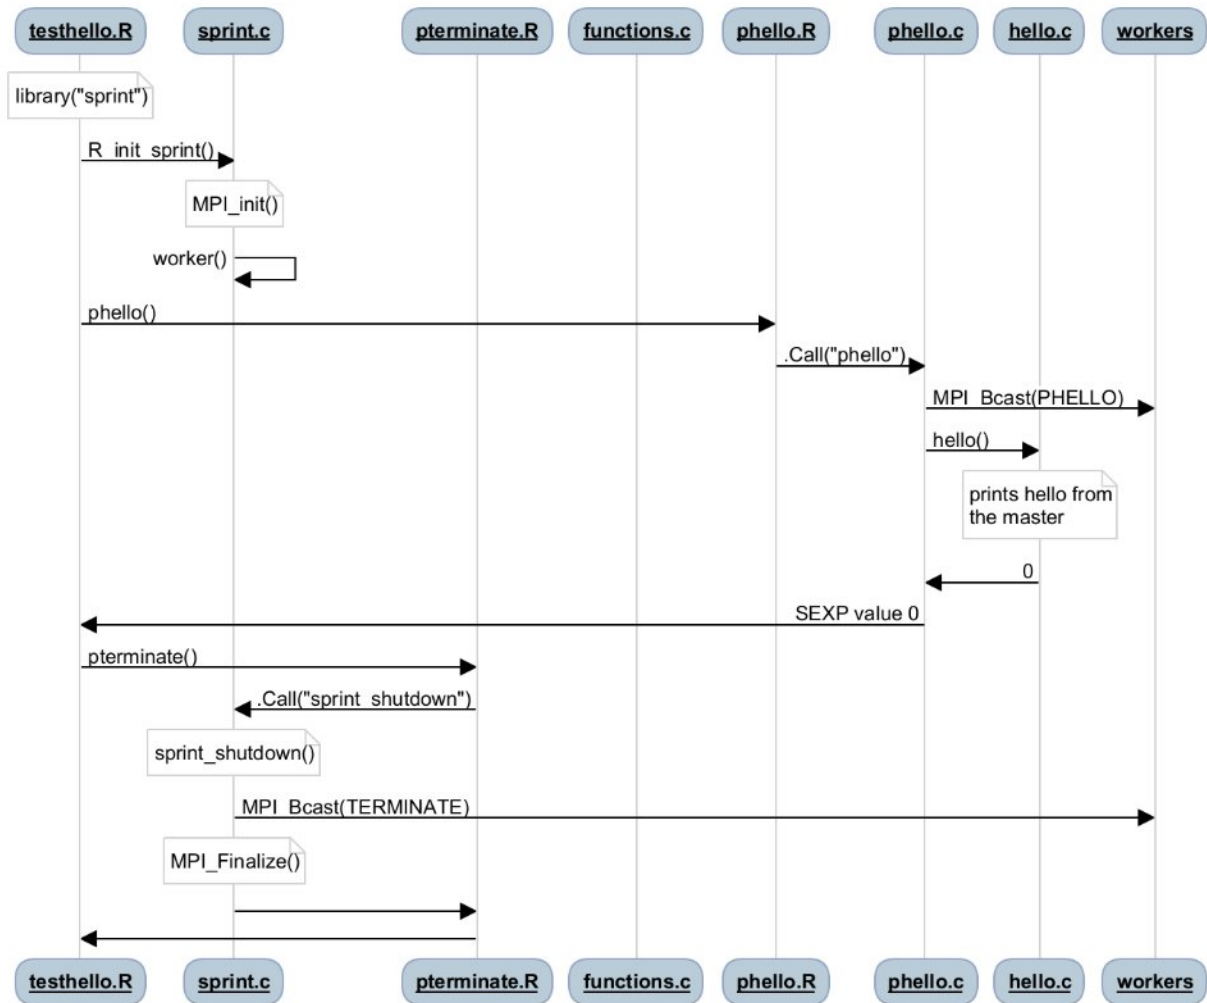 testhello.R sprint.c pterminate.R functions.c phello.R phello.c hello.c workers
library("sprint")
R_init_sprint()
MPI_init()
worker()
phello()
.Call("phello")
MPI_Bcast(PHELLO)
hello()
prints hello from
the master
0
SEXP value 0
pterminate()
.Call("sprint_shutdown")
sprint_shutdown()
MPI_Bcast(TERMINATE)
MPI_Finalize()
testhello.R sprint.c pterminate.R functions.c phello.R phello.c hello.c workers